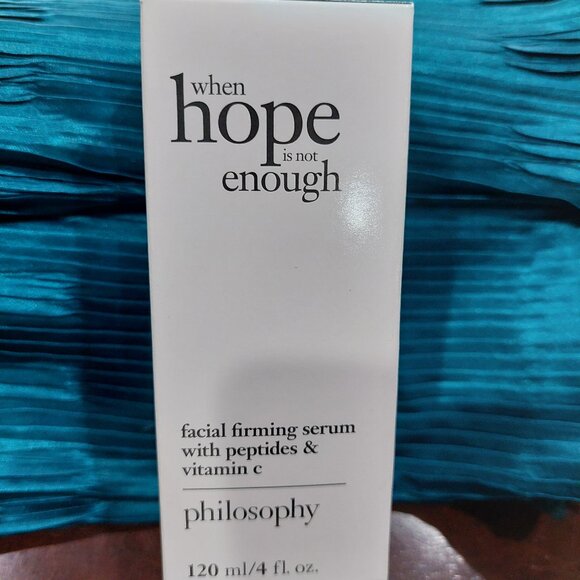 when
hope
is not
enough
facial firming serum
with peptides &
vitamin c
philosophy
120 ml/4 fl. oz.